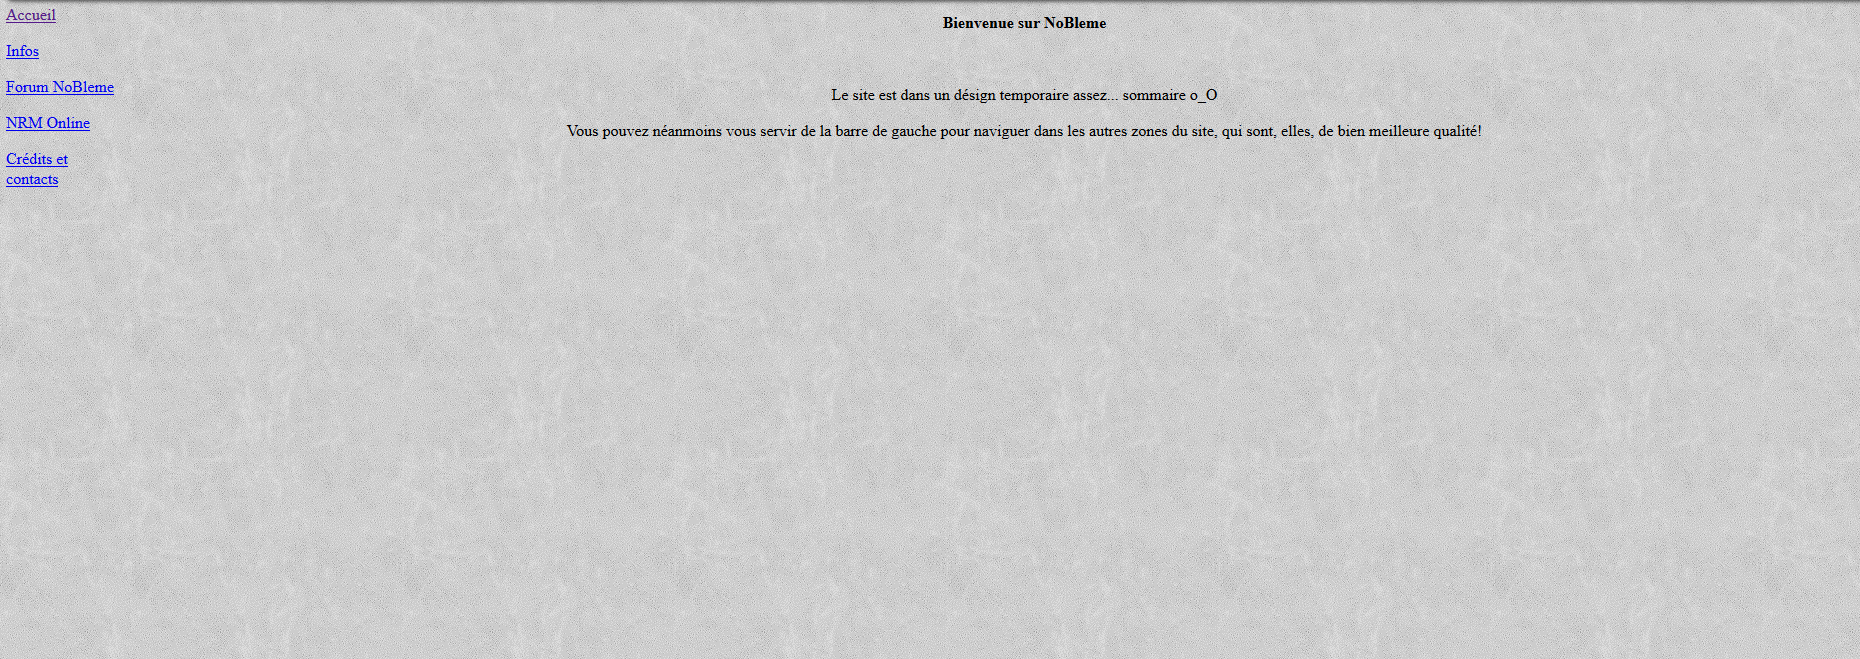 Accueil
Infos
Forum NoBleme
NRM Online
Crédits et
contacts
Bienvenue sur NoBleme
Le site est dans un désign temporaire assez... sommaire o_O
Vous pouvez néanmoins vous servir de la barre de gauche pour naviguer dans les autres zones du site, qui sont, elles, de bien meilleure qualité!